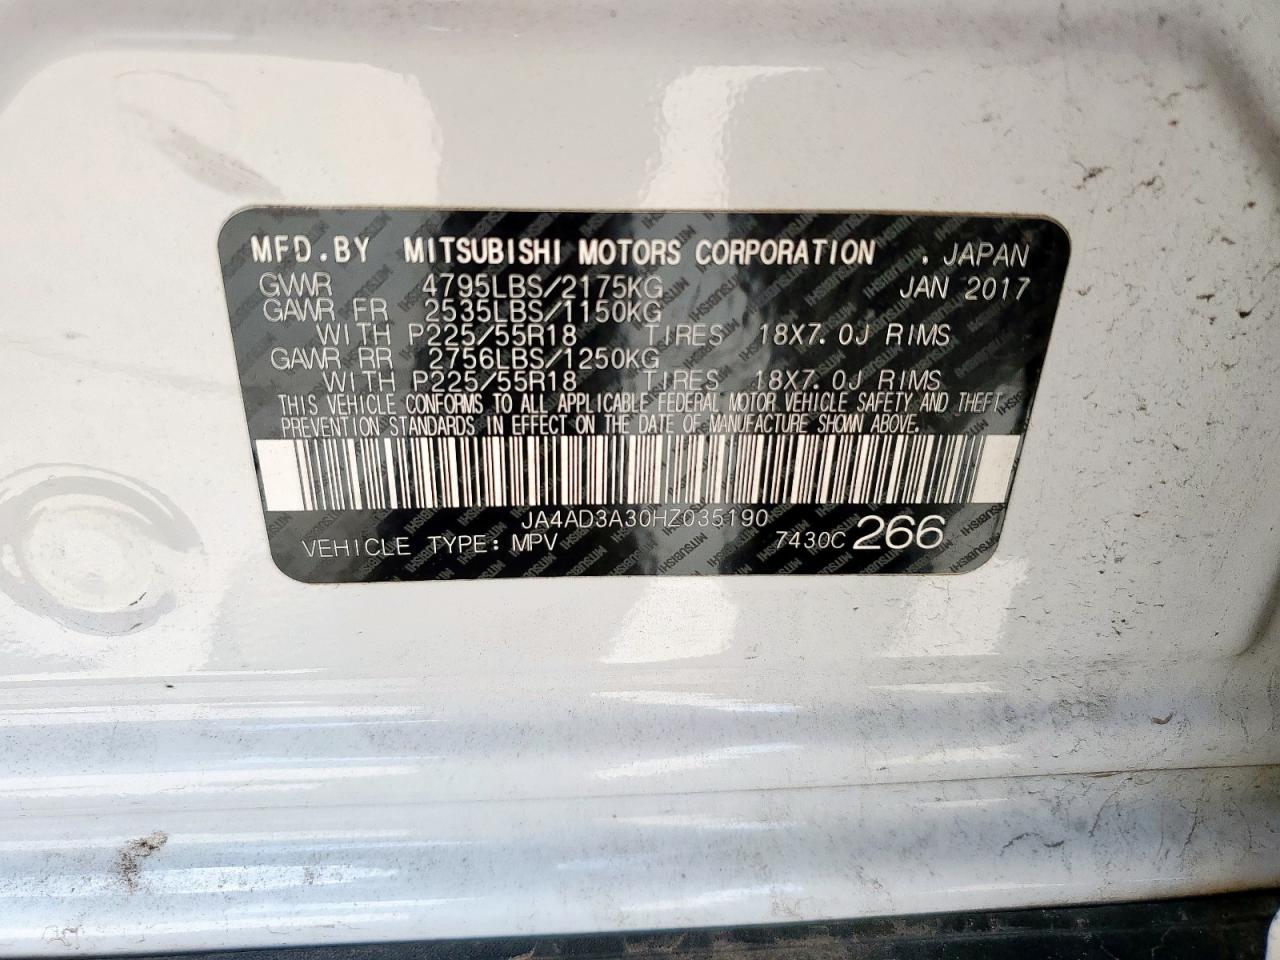 MFD.BY MITSUBISHI MOTORS CORPORATION . JAPAN
GVWR 4795LBS/2175KG JAN 2017
GAWR FR 2535LBS/1150KG
WITH P225/55R18 TIRES 18X7.0J RIMS
GAWR RR 2756LBS/1250KG
WITH P225/55R18 TIRES 18X7.0J RIMS
THIS VEHICLE CONFORMS TO ALL APPLICABLE FEDERAL MOTOR VEHICLE SAFETY AND THEFT
PREVENTION STANDARDS IN EFFECT ON THE DATE OF MANUFACTURE SHOWN ABOVE.
JA4AD3A30HZ035190
VEHICLE TYPE: MPV 7430C 266